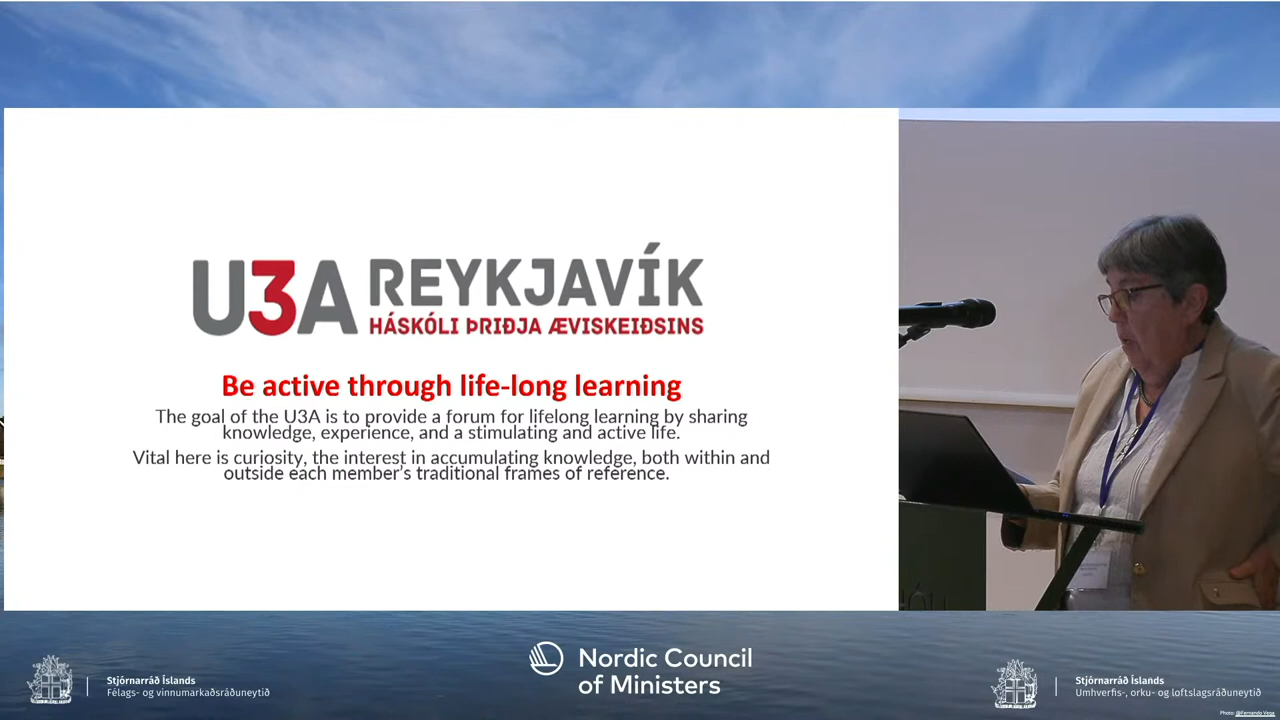 U3A REYKJAVÍK
HÁSKÓLI ÞRIÐJA ÆVISKEIÐSINS
Be active through life-long learning
The goal of the U3A is to provide a forum for lifelong learning by sharing
knowledge, experience, and a stimulating and active life.
Vital here is curiosity, the interest in accumulating knowledge, both within and
outside each member's traditional frames of reference.
Stjórnarráð Íslands
Félags- og vinnumarkaðsráðuneytið
Nordic Council
of Ministers
Stjórnarráð Íslands
Umhverfis-, orku- og loftslagsráðuneytið
Photo: @Fernando Vega